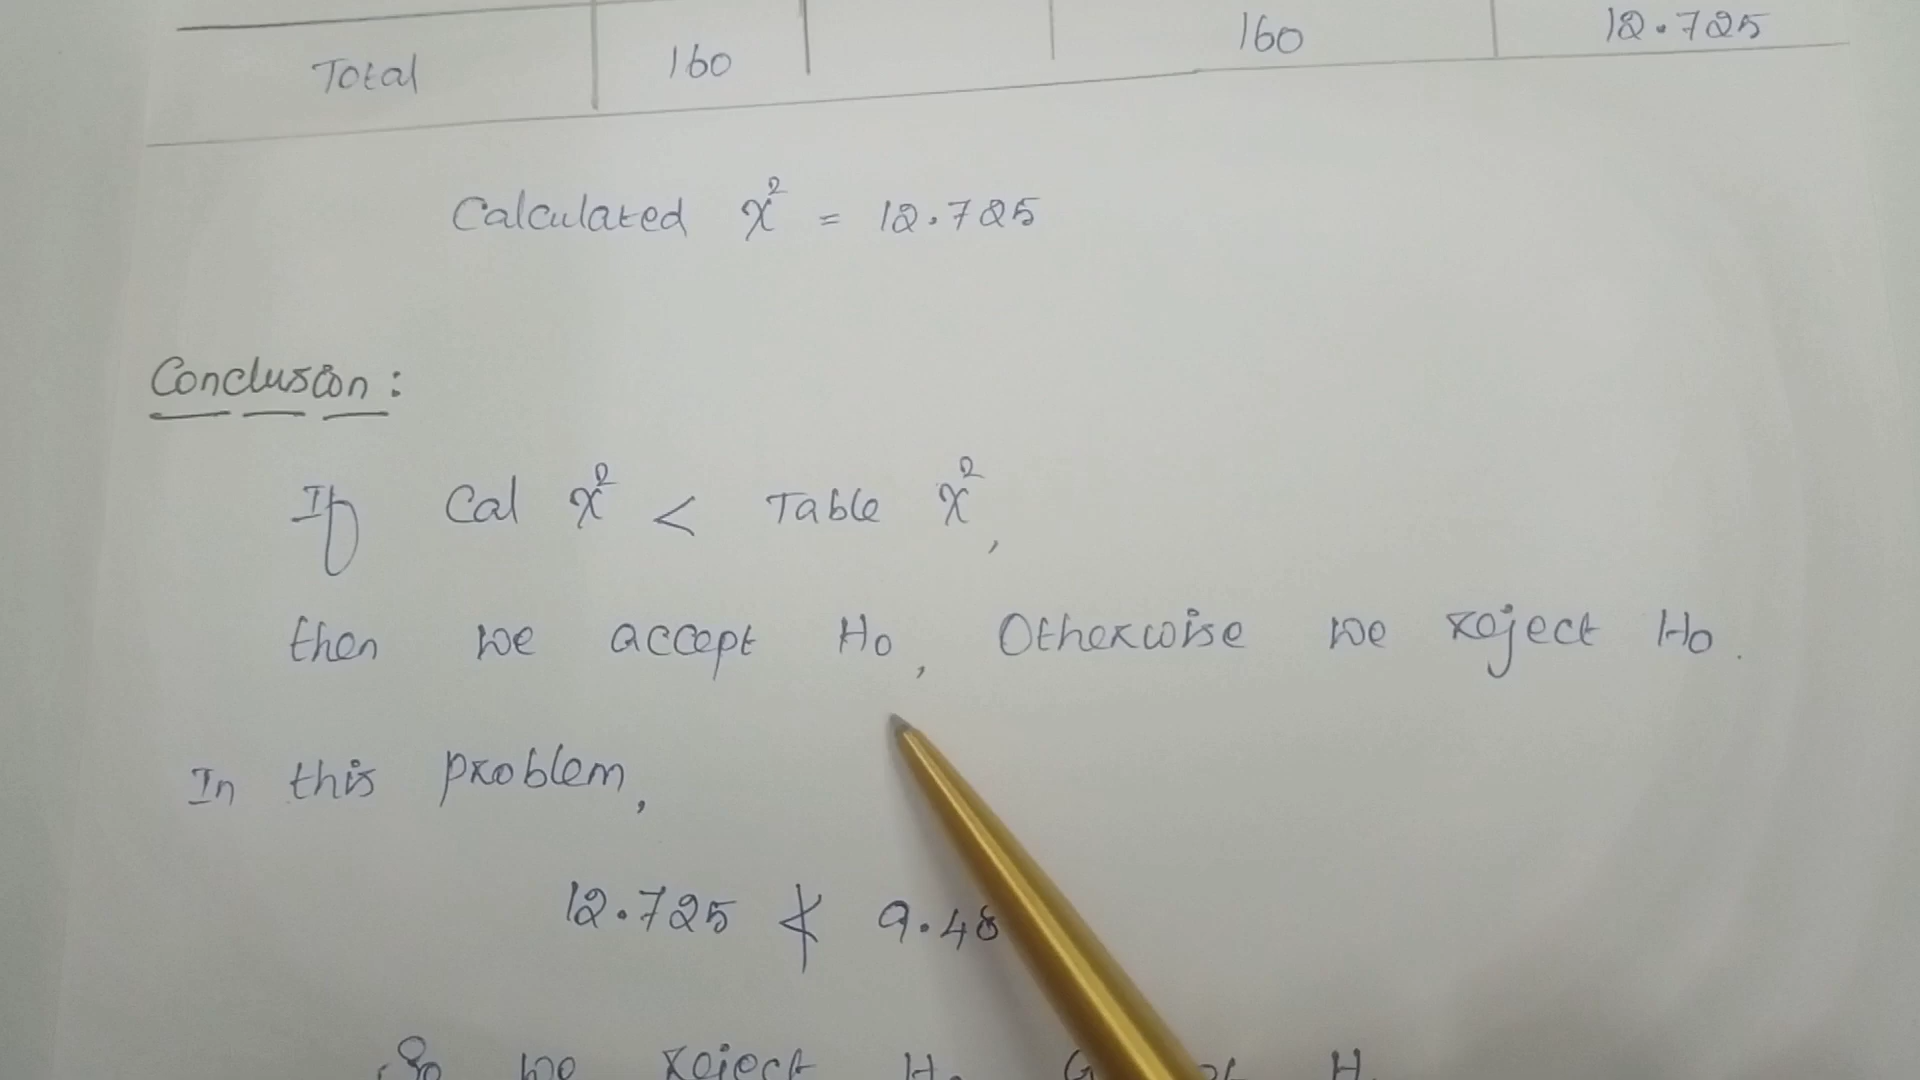 Total 160 160 12.725
Calculated χ² = 12.725
Conclusion:
If Cal χ² < Table χ²,
then we accept H₀, Otherwise we reject H₀.
In this problem,
12.725 ≮ 9.48
So we reject H